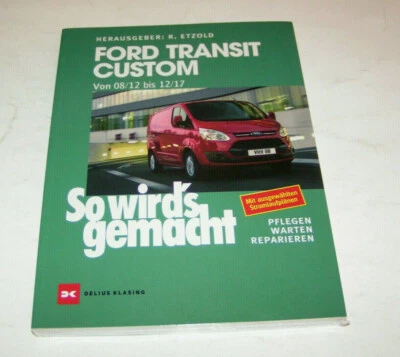 HERAUSGEBER: R. ETZOLD
FORD TRANSIT
CUSTOM
Von 08/12 bis 12/17
So wird's
gemacht
Mit ausgewählten
Stromlaufplänen
PFLEGEN
WARTEN
REPARIEREN
DELIUS KLASING